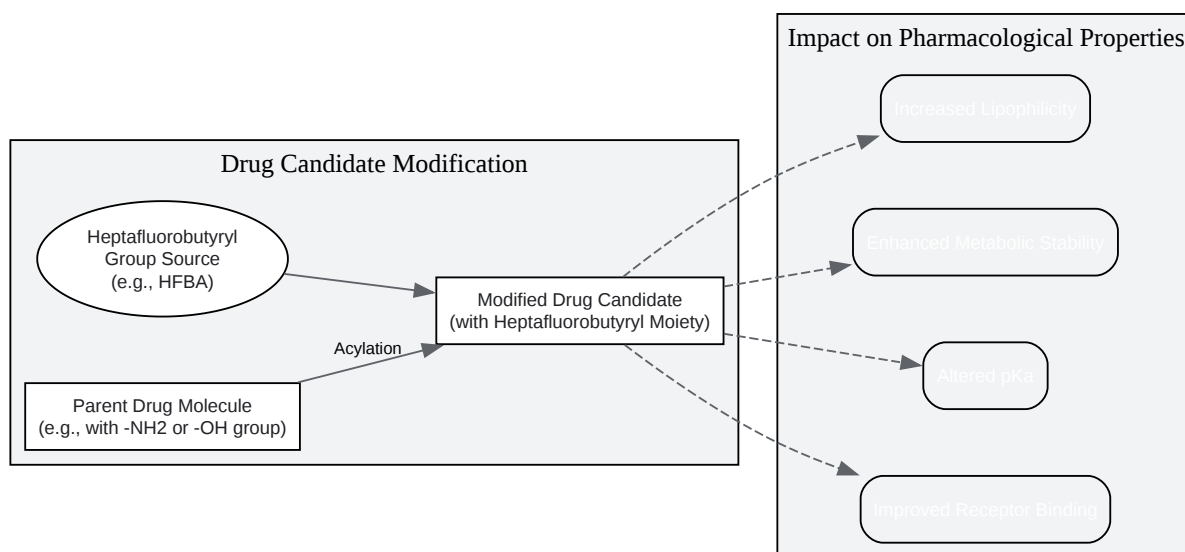 Impact on Pharmacological Properties
Increased Lipophilicity
Drug Candidate Modification
Heptafluorobutyryl
Group Source
(e.g., HFBA)
Enhanced Metabolic Stability
Modified Drug Candidate
(with Heptafluorobutyryl Moiety)
Acylation
Parent Drug Molecule
(e.g., with -NH2 or -OH group)
Altered pKa
Improved Receptor Binding